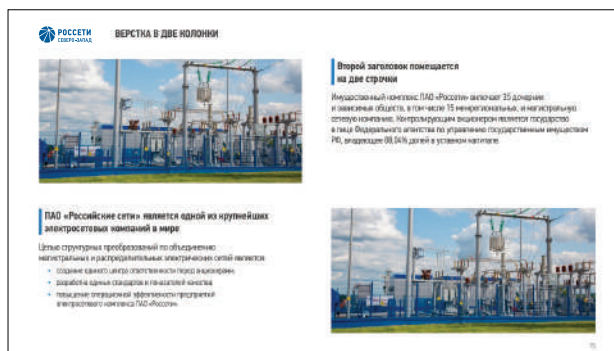 РОССЕТИ
СЕВЕРО-ЗАПАД
ВЕРСТКА В ДВЕ КОЛОНКИ
Второй заголовок помещается
на две строчки
Имущественный комплекс ПАО «Россети» включает 35 дочерних
и зависимых обществ, в том числе 15 межрегиональных, и магистральную
сетевую компанию. Контролирующим акционером является государство
в лице Федерального агентства по управлению государственным имуществом
РФ, владеющее 88,04% долей в уставном капитале.
ПАО «Российские сети» является одной из крупнейших
электросетевых компаний в мире
Целью структурных преобразований по объединению
магистральных и распределительных электрических сетей является:
• создание единого центра ответственности перед акционерами;
• разработка единых стандартов и показателей качества
• повышение операционной эффективности предприятий
электросетевого комплекса ПАО «Россети»